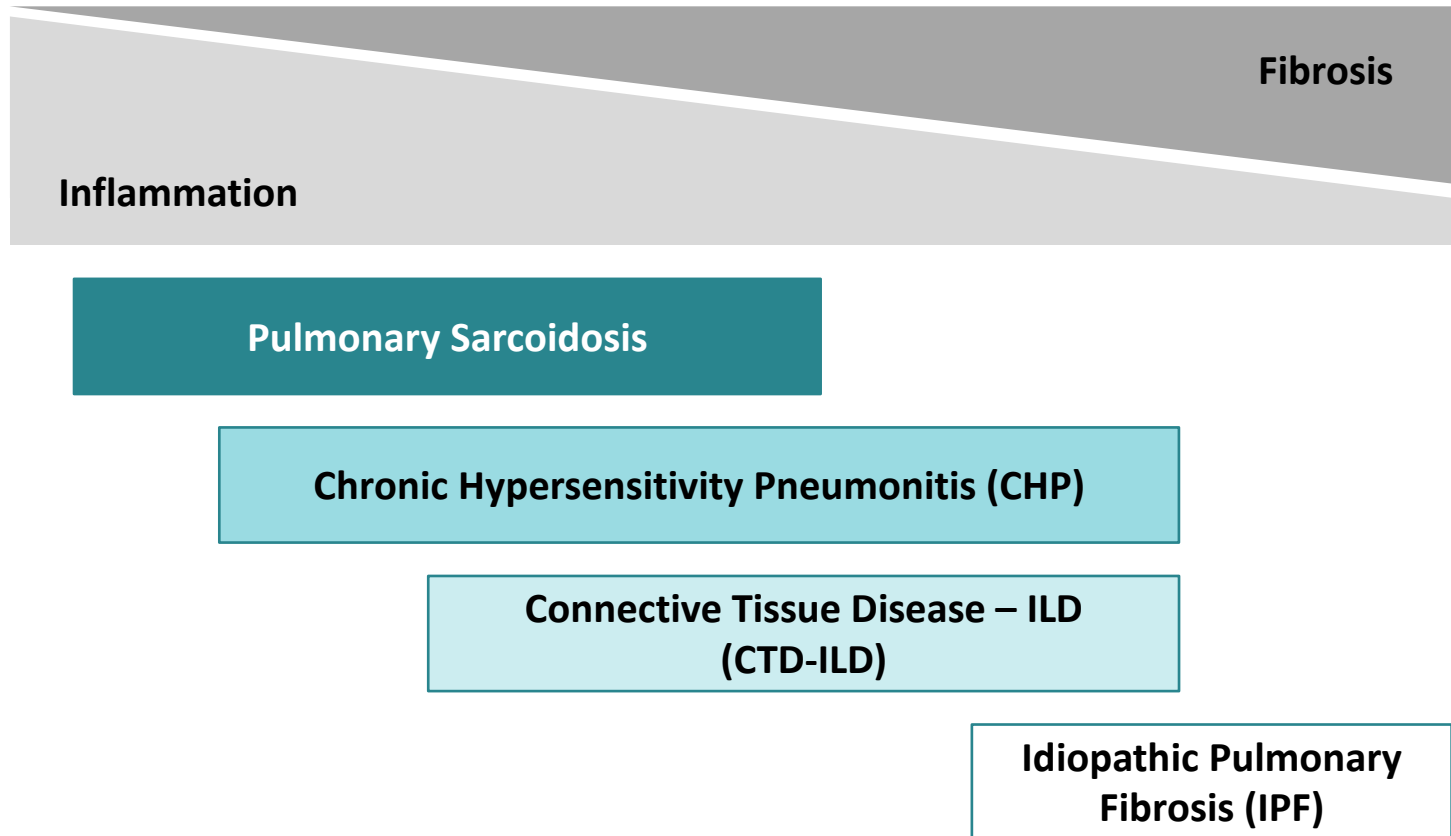 Fibrosis
Inflammation
Pulmonary Sarcoidosis
Chronic Hypersensitivity Pneumonitis (CHP)
Connective Tissue Disease – ILD
(CTD-ILD)
Idiopathic Pulmonary
Fibrosis (IPF)